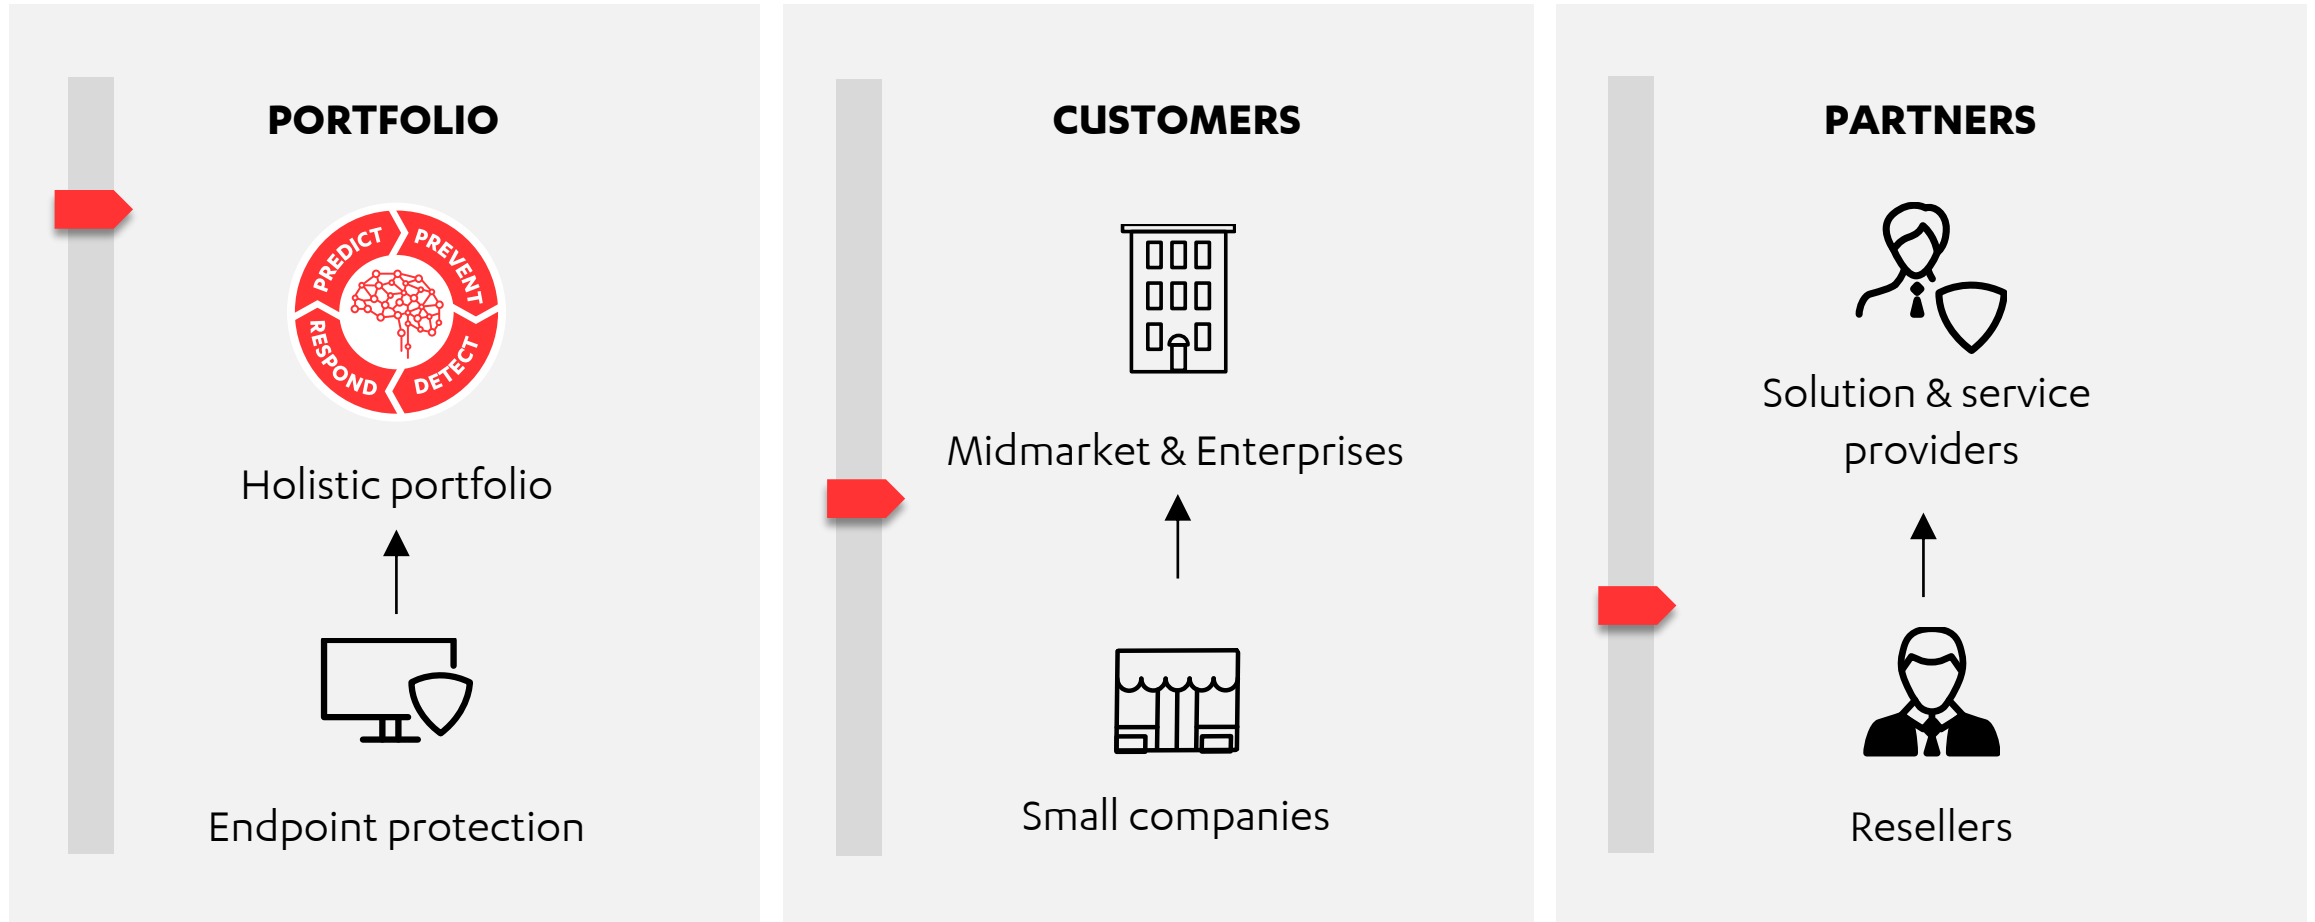 PORTFOLIO
PREDICT
PREVENT
DETECT
RESPOND
Holistic portfolio
Endpoint protection
CUSTOMERS
Midmarket & Enterprises
Small companies
PARTNERS
Solution & service
providers
Resellers